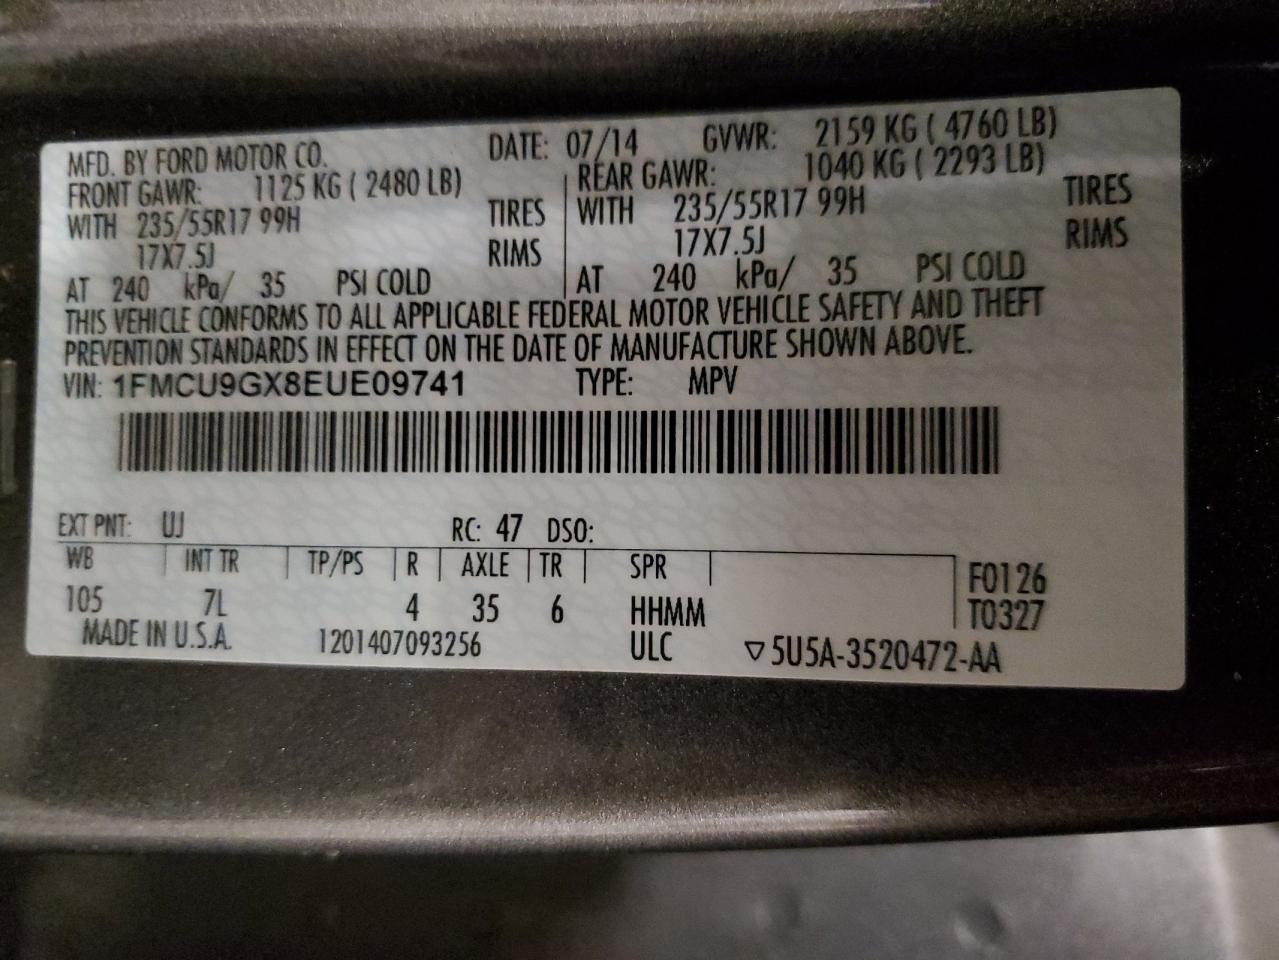 MFD. BY FORD MOTOR CO. DATE: 07/14 GVWR: 2159 KG ( 4760 LB)
FRONT GAWR: 1125 KG ( 2480 LB) REAR GAWR: 1040 KG ( 2293 LB)
WITH 235/55R17 99H TIRES WITH 235/55R17 99H TIRES
17X7.5J RIMS 17X7.5J RIMS
AT 240 kPa/ 35 PSI COLD AT 240 kPa/ 35 PSI COLD
THIS VEHICLE CONFORMS TO ALL APPLICABLE FEDERAL MOTOR VEHICLE SAFETY AND THEFT
PREVENTION STANDARDS IN EFFECT ON THE DATE OF MANUFACTURE SHOWN ABOVE.
VIN: 1FMCU9GX8EUE09741 TYPE: MPV
EXT PNT: UJ RC: 47 DSO:
WB INT TR TP/PS R AXLE TR SPR F0126
105 7L 4 35 6 HHMM T0327
MADE IN U.S.A. 1201407093256 ULC ▽5U5A-3520472-AA